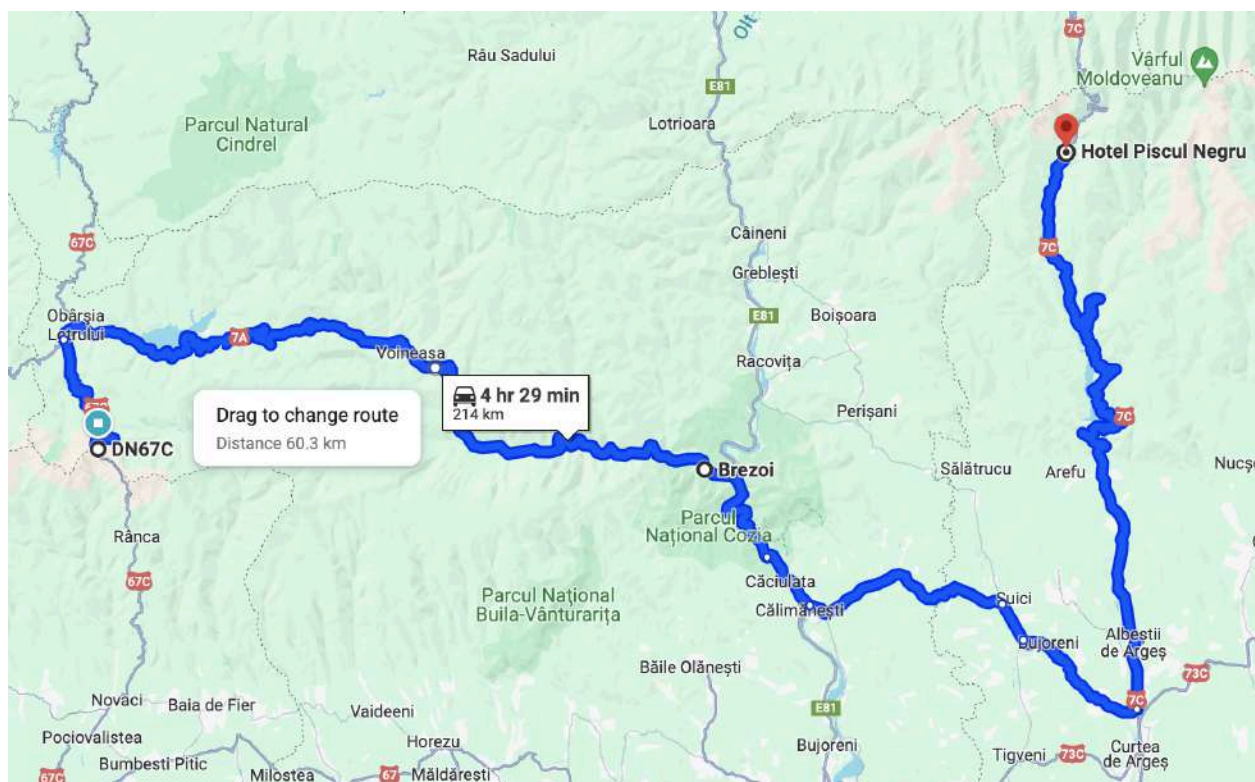 7C
Olt
Râu Sadului
Vârful
Moldoveanu
E81
Lotrioara
Parcul Natural
Cindrel
Hotel Piscul Negru
67C
Câineni
7C
Greblești
Obârșia
Lotrului
E81
Boișoara
7A
Voineasa
Racovița
4 hr 29 min
214 km
Drag to change route
Distance 60.3 km
67C
Perișani
7C
DN67C
Brezoi
Sălătrucu
Arefu
Nucș
Parcul
Național Cozia
Rânca
67C
Căciulata
Parcul Național
Buila-Vânturarița
Călimănești
Suici
Bujoreni
Albestii
de Argeș
Băile Olănești
73C
Novaci
Baia de Fier
Vaideeni
7C
E81
Pociovalistea
Horezu
Bujoreni
Curtea
de Argeș
Bumbesti Pitic
Tigveni
73C
67C
Milostea
67
Măldărești